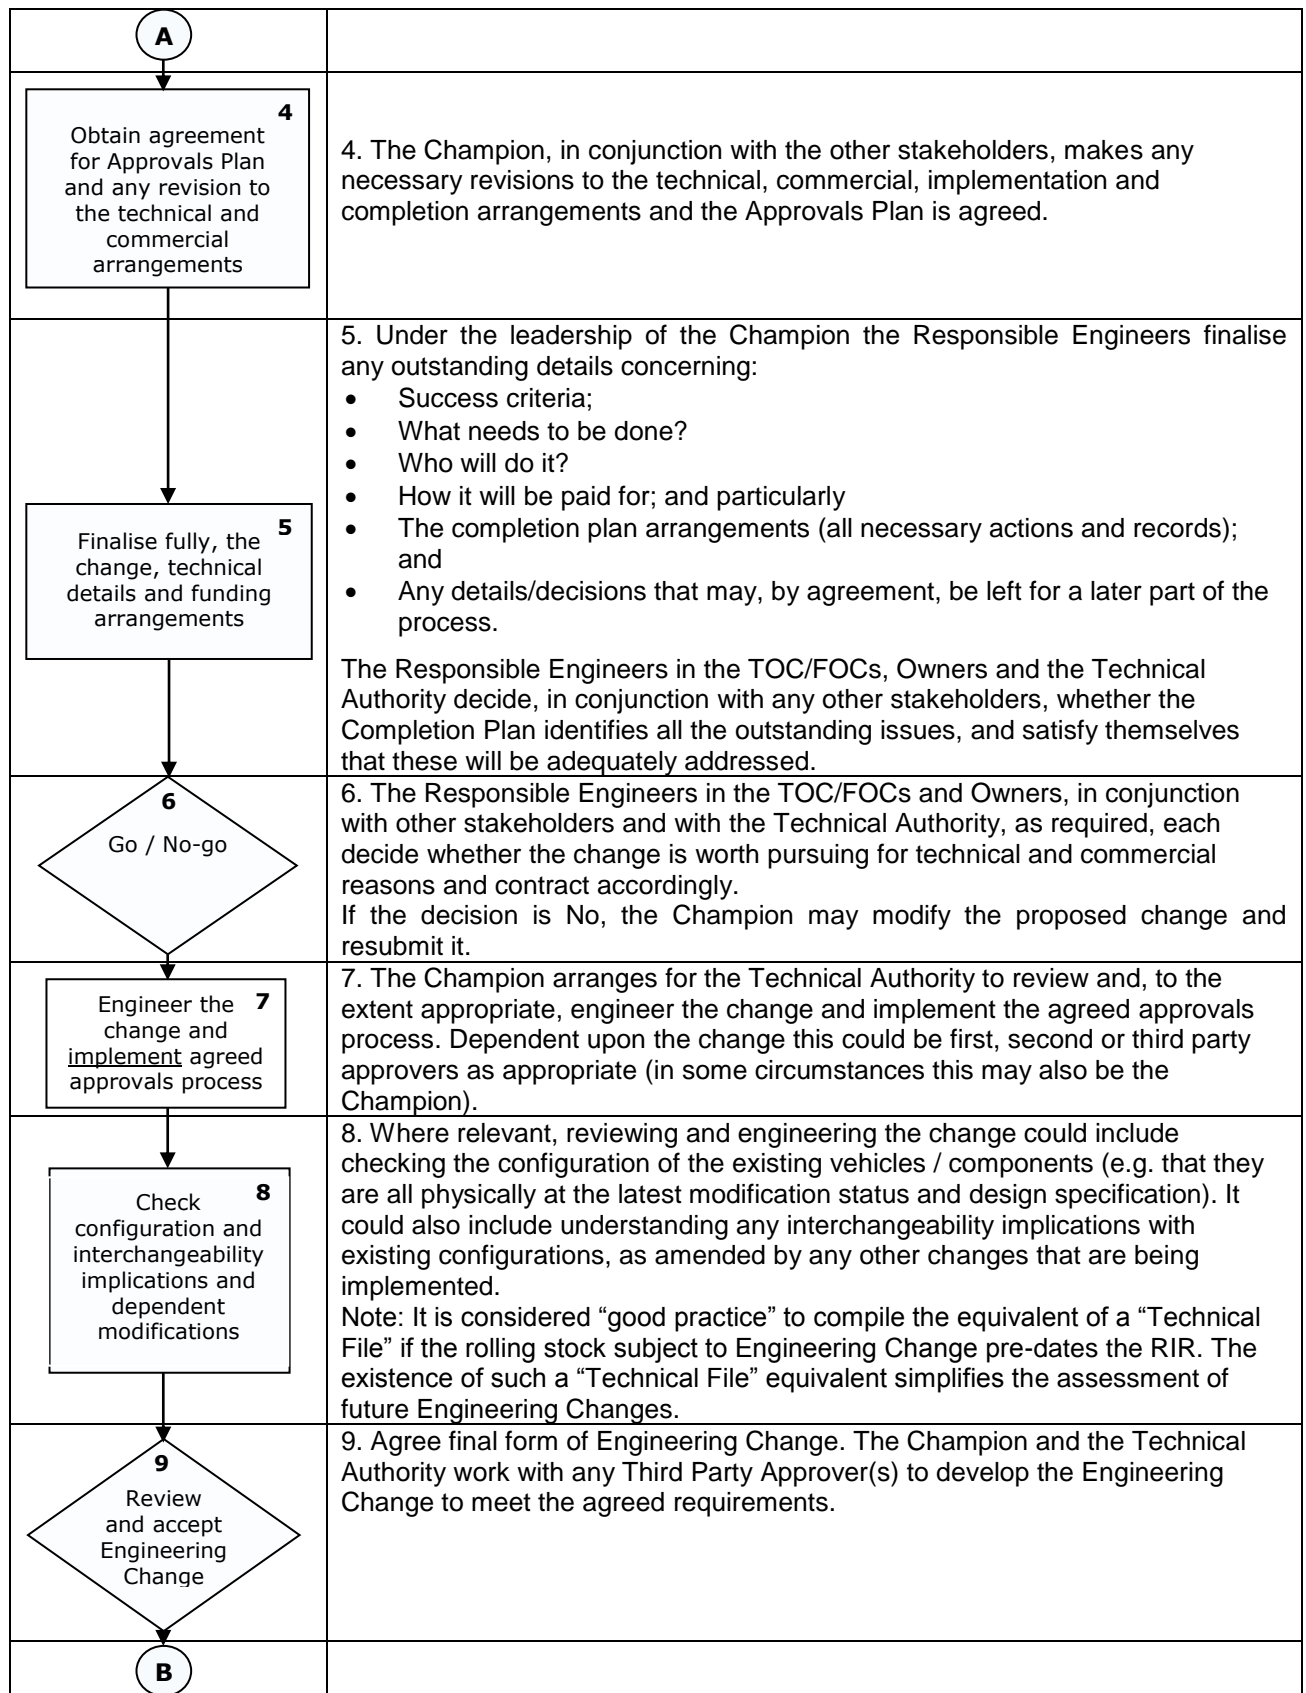 A
4
Obtain agreement
for Approvals Plan
and any revision to
the technical and
commercial
arrangements
4. The Champion, in conjunction with the other stakeholders, makes any
necessary revisions to the technical, commercial, implementation and
completion arrangements and the Approvals Plan is agreed.
5
Finalise fully, the
change, technical
details and funding
arrangements
5. Under the leadership of the Champion the Responsible Engineers finalise
any outstanding details concerning:
• Success criteria;
• What needs to be done?
• Who will do it?
• How it will be paid for; and particularly
• The completion plan arrangements (all necessary actions and records);
and
• Any details/decisions that may, by agreement, be left for a later part of the
process.
The Responsible Engineers in the TOC/FOCs, Owners and the Technical
Authority decide, in conjunction with any other stakeholders, whether the
Completion Plan identifies all the outstanding issues, and satisfy themselves
that these will be adequately addressed.
6
Go / No-go
6. The Responsible Engineers in the TOC/FOCs and Owners, in conjunction
with other stakeholders and with the Technical Authority, as required, each
decide whether the change is worth pursuing for technical and commercial
reasons and contract accordingly.
If the decision is No, the Champion may modify the proposed change and
resubmit it.
Engineer the 7
change and
implement agreed
approvals process
7. The Champion arranges for the Technical Authority to review and, to the
extent appropriate, engineer the change and implement the agreed approvals
process. Dependent upon the change this could be first, second or third party
approvers as appropriate (in some circumstances this may also be the
Champion).
8
Check
configuration and
interchangeability
implications and
dependent
modifications
8. Where relevant, reviewing and engineering the change could include
checking the configuration of the existing vehicles / components (e.g. that they
are all physically at the latest modification status and design specification). It
could also include understanding any interchangeability implications with
existing configurations, as amended by any other changes that are being
implemented.
Note: It is considered “good practice” to compile the equivalent of a “Technical
File” if the rolling stock subject to Engineering Change pre-dates the RIR. The
existence of such a “Technical File” equivalent simplifies the assessment of
future Engineering Changes.
9
Review
and accept
Engineering
Change
9. Agree final form of Engineering Change. The Champion and the Technical
Authority work with any Third Party Approver(s) to develop the Engineering
Change to meet the agreed requirements.
B